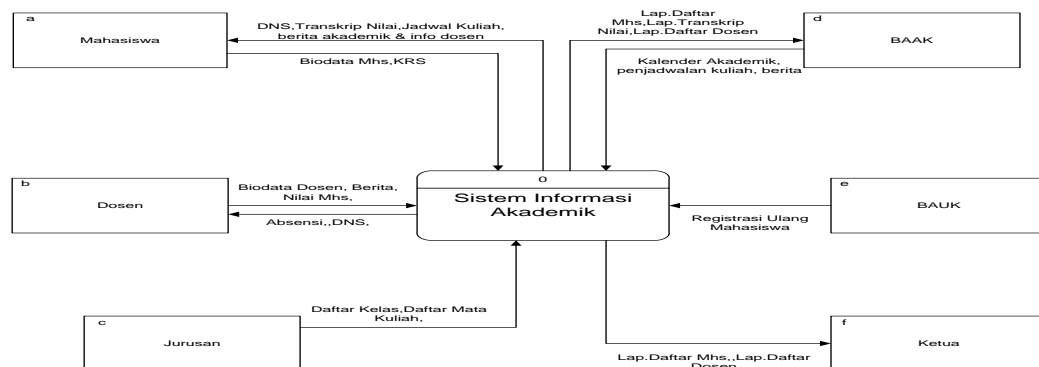 a
Mahasiswa
DNS,Transkrip Nilai,Jadwal Kuliah,
berita akademik & info dosen
Biodata Mhs,KRS
Lap.Daftar
Mhs,Lap.Transkrip
Nilai,Lap.Daftar Dosen
Kalender Akademik,
penjadwalan kuliah, berita
d
BAAK
b
Dosen
Biodata Dosen, Berita,
Nilai Mhs,
Absensi,,DNS,
0
Sistem Informasi
Akademik
Registrasi Ulang
Mahasiswa
e
BAUK
c
Jurusan
Daftar Kelas,Daftar Mata
Kuliah,
Lap.Daftar Mhs,,Lap.Daftar
Dosen
f
Ketua